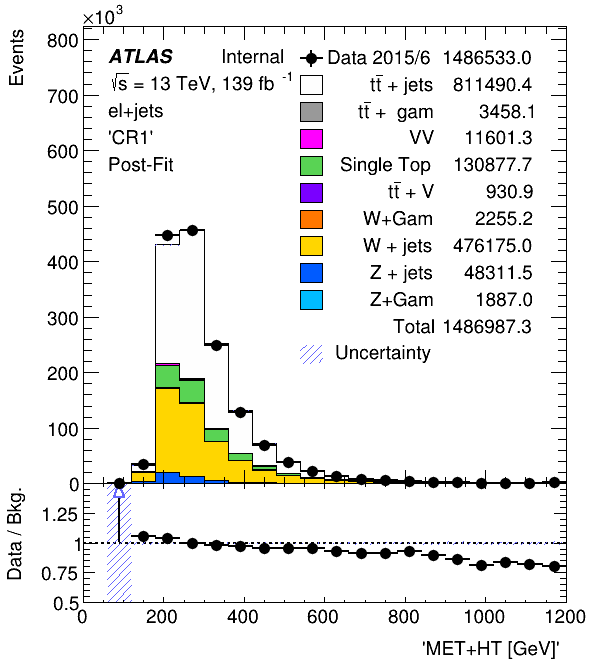 ×10³
Events
800
700
600
500
400
300
200
100
0
ATLAS Internal
√s = 13 TeV, 139 fb⁻¹
el+jets
'CR1'
Post-Fit
Data 2015/6 1486533.0
tt̄ + jets 811490.4
tt̄ + gam 3458.1
VV 11601.3
Single Top 130877.7
tt̄ + V 930.9
W+Gam 2255.2
W + jets 476175.0
Z + jets 48311.5
Z+Gam 1887.0
Total 1486987.3
Uncertainty
Data / Bkg.
1.25
1
0.75
0.5
0 200 400 600 800 1000 1200
'MET+HT [GeV]'